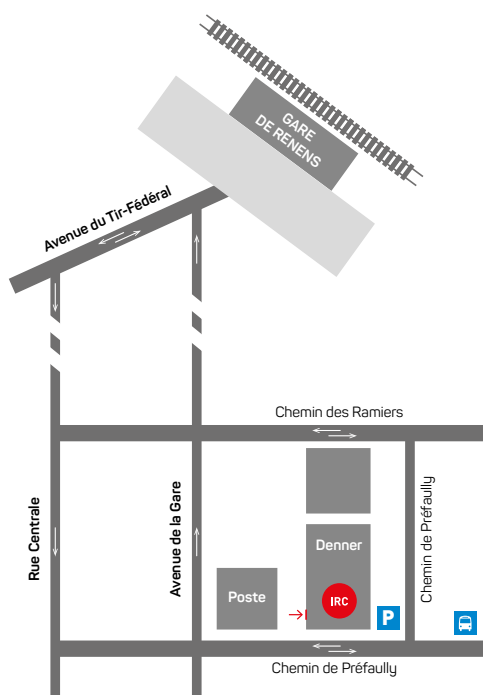 GARE
DE RENENS
Avenue du Tir-Fédéral
Chemin des Ramiers
Rue Centrale
Avenue de la Gare
Chemin de Préfaully
Denner
Poste
IRC
P
Chemin de Préfaully